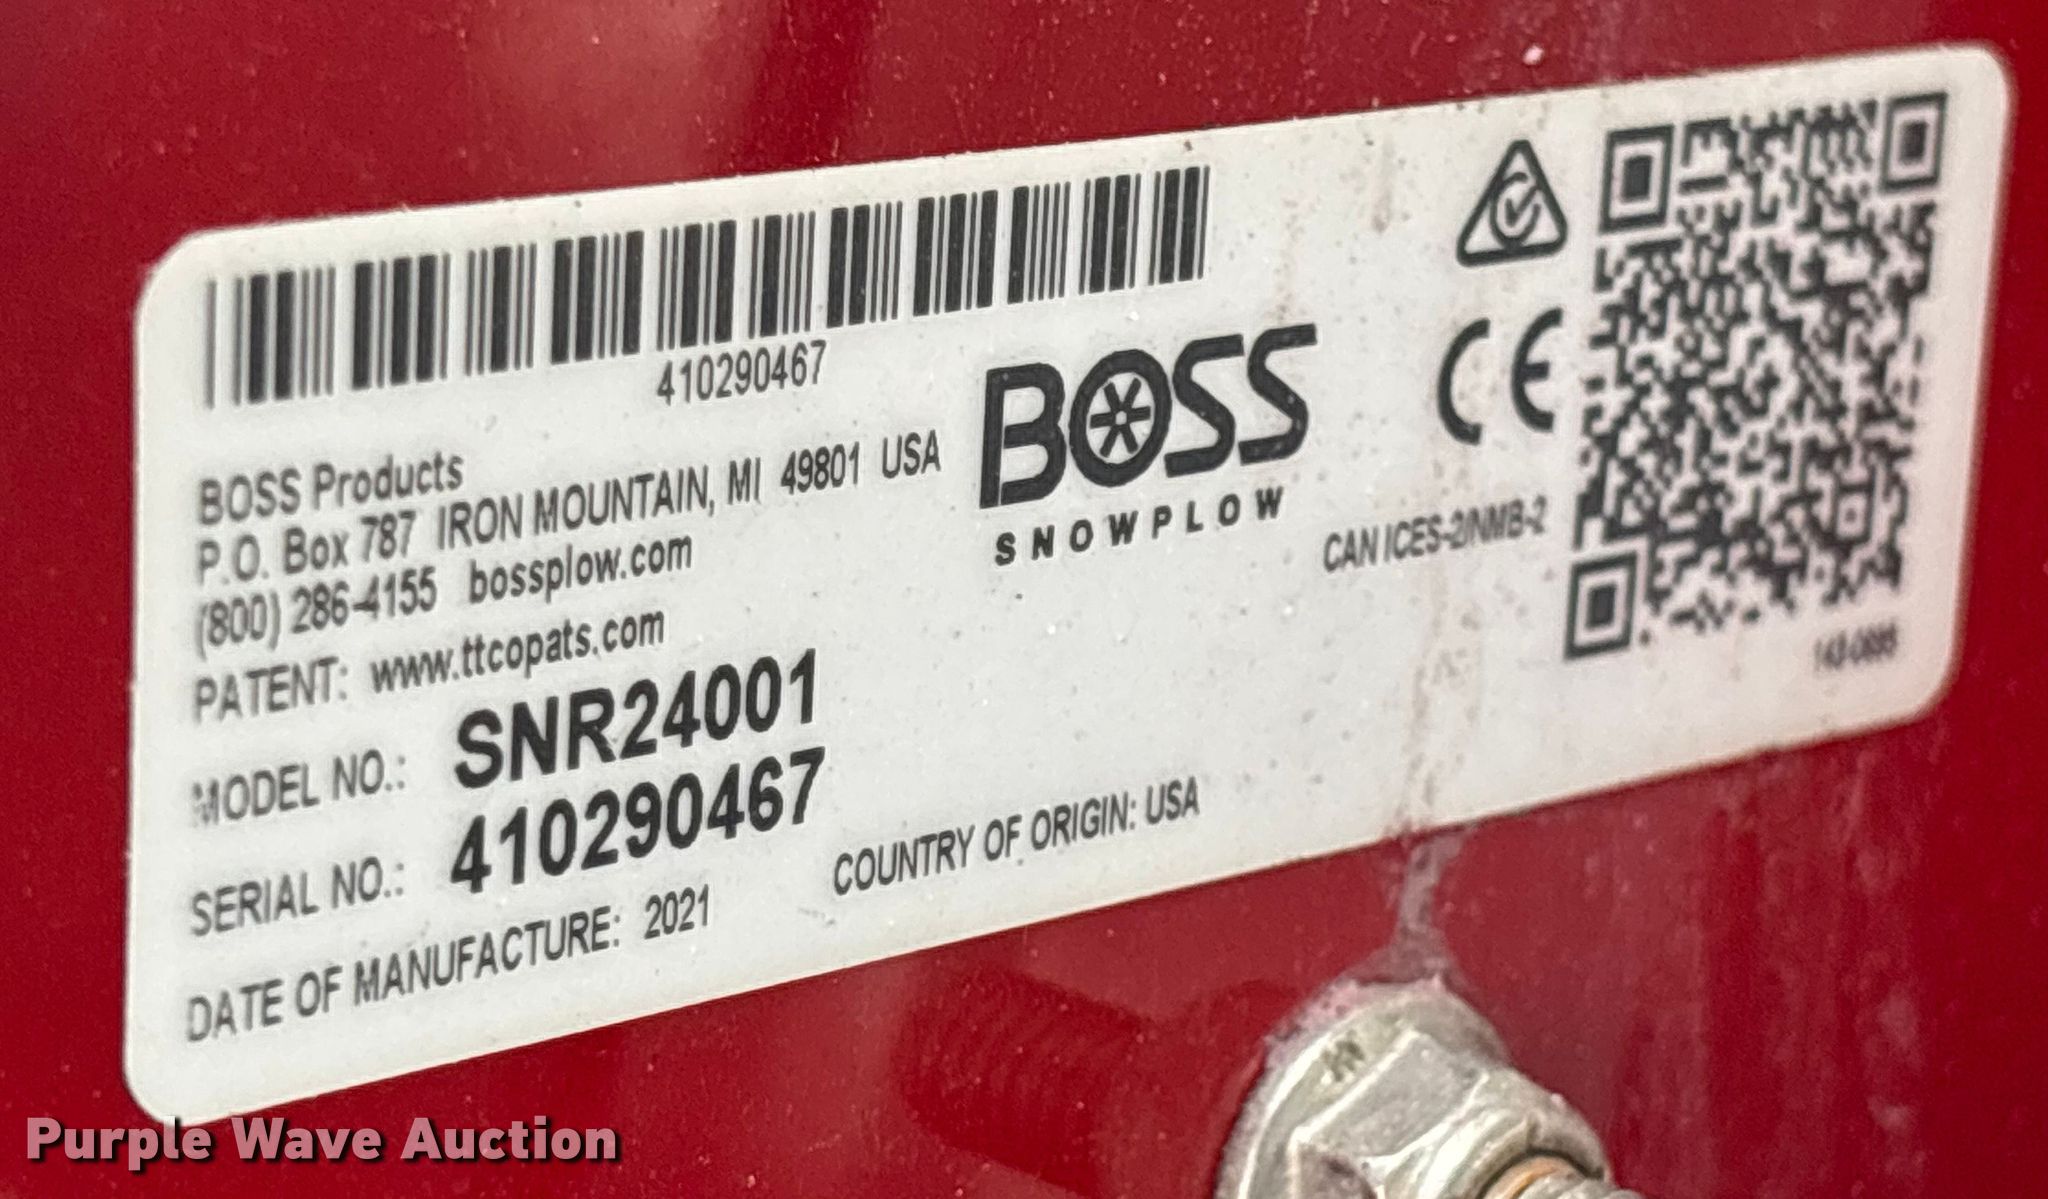 410290467
BOSS Products
P.O. Box 787 IRON MOUNTAIN, MI 49801 USA
(800) 286-4155 bossplow.com
PATENT: www.ttcopats.com
MODEL NO.: SNR24001
SERIAL NO.: 410290467
DATE OF MANUFACTURE: 2021
COUNTRY OF ORIGIN: USA
BOSS
SNOWPLOW
CE
CAN ICES-2/NMB-2
Purple Wave Auction